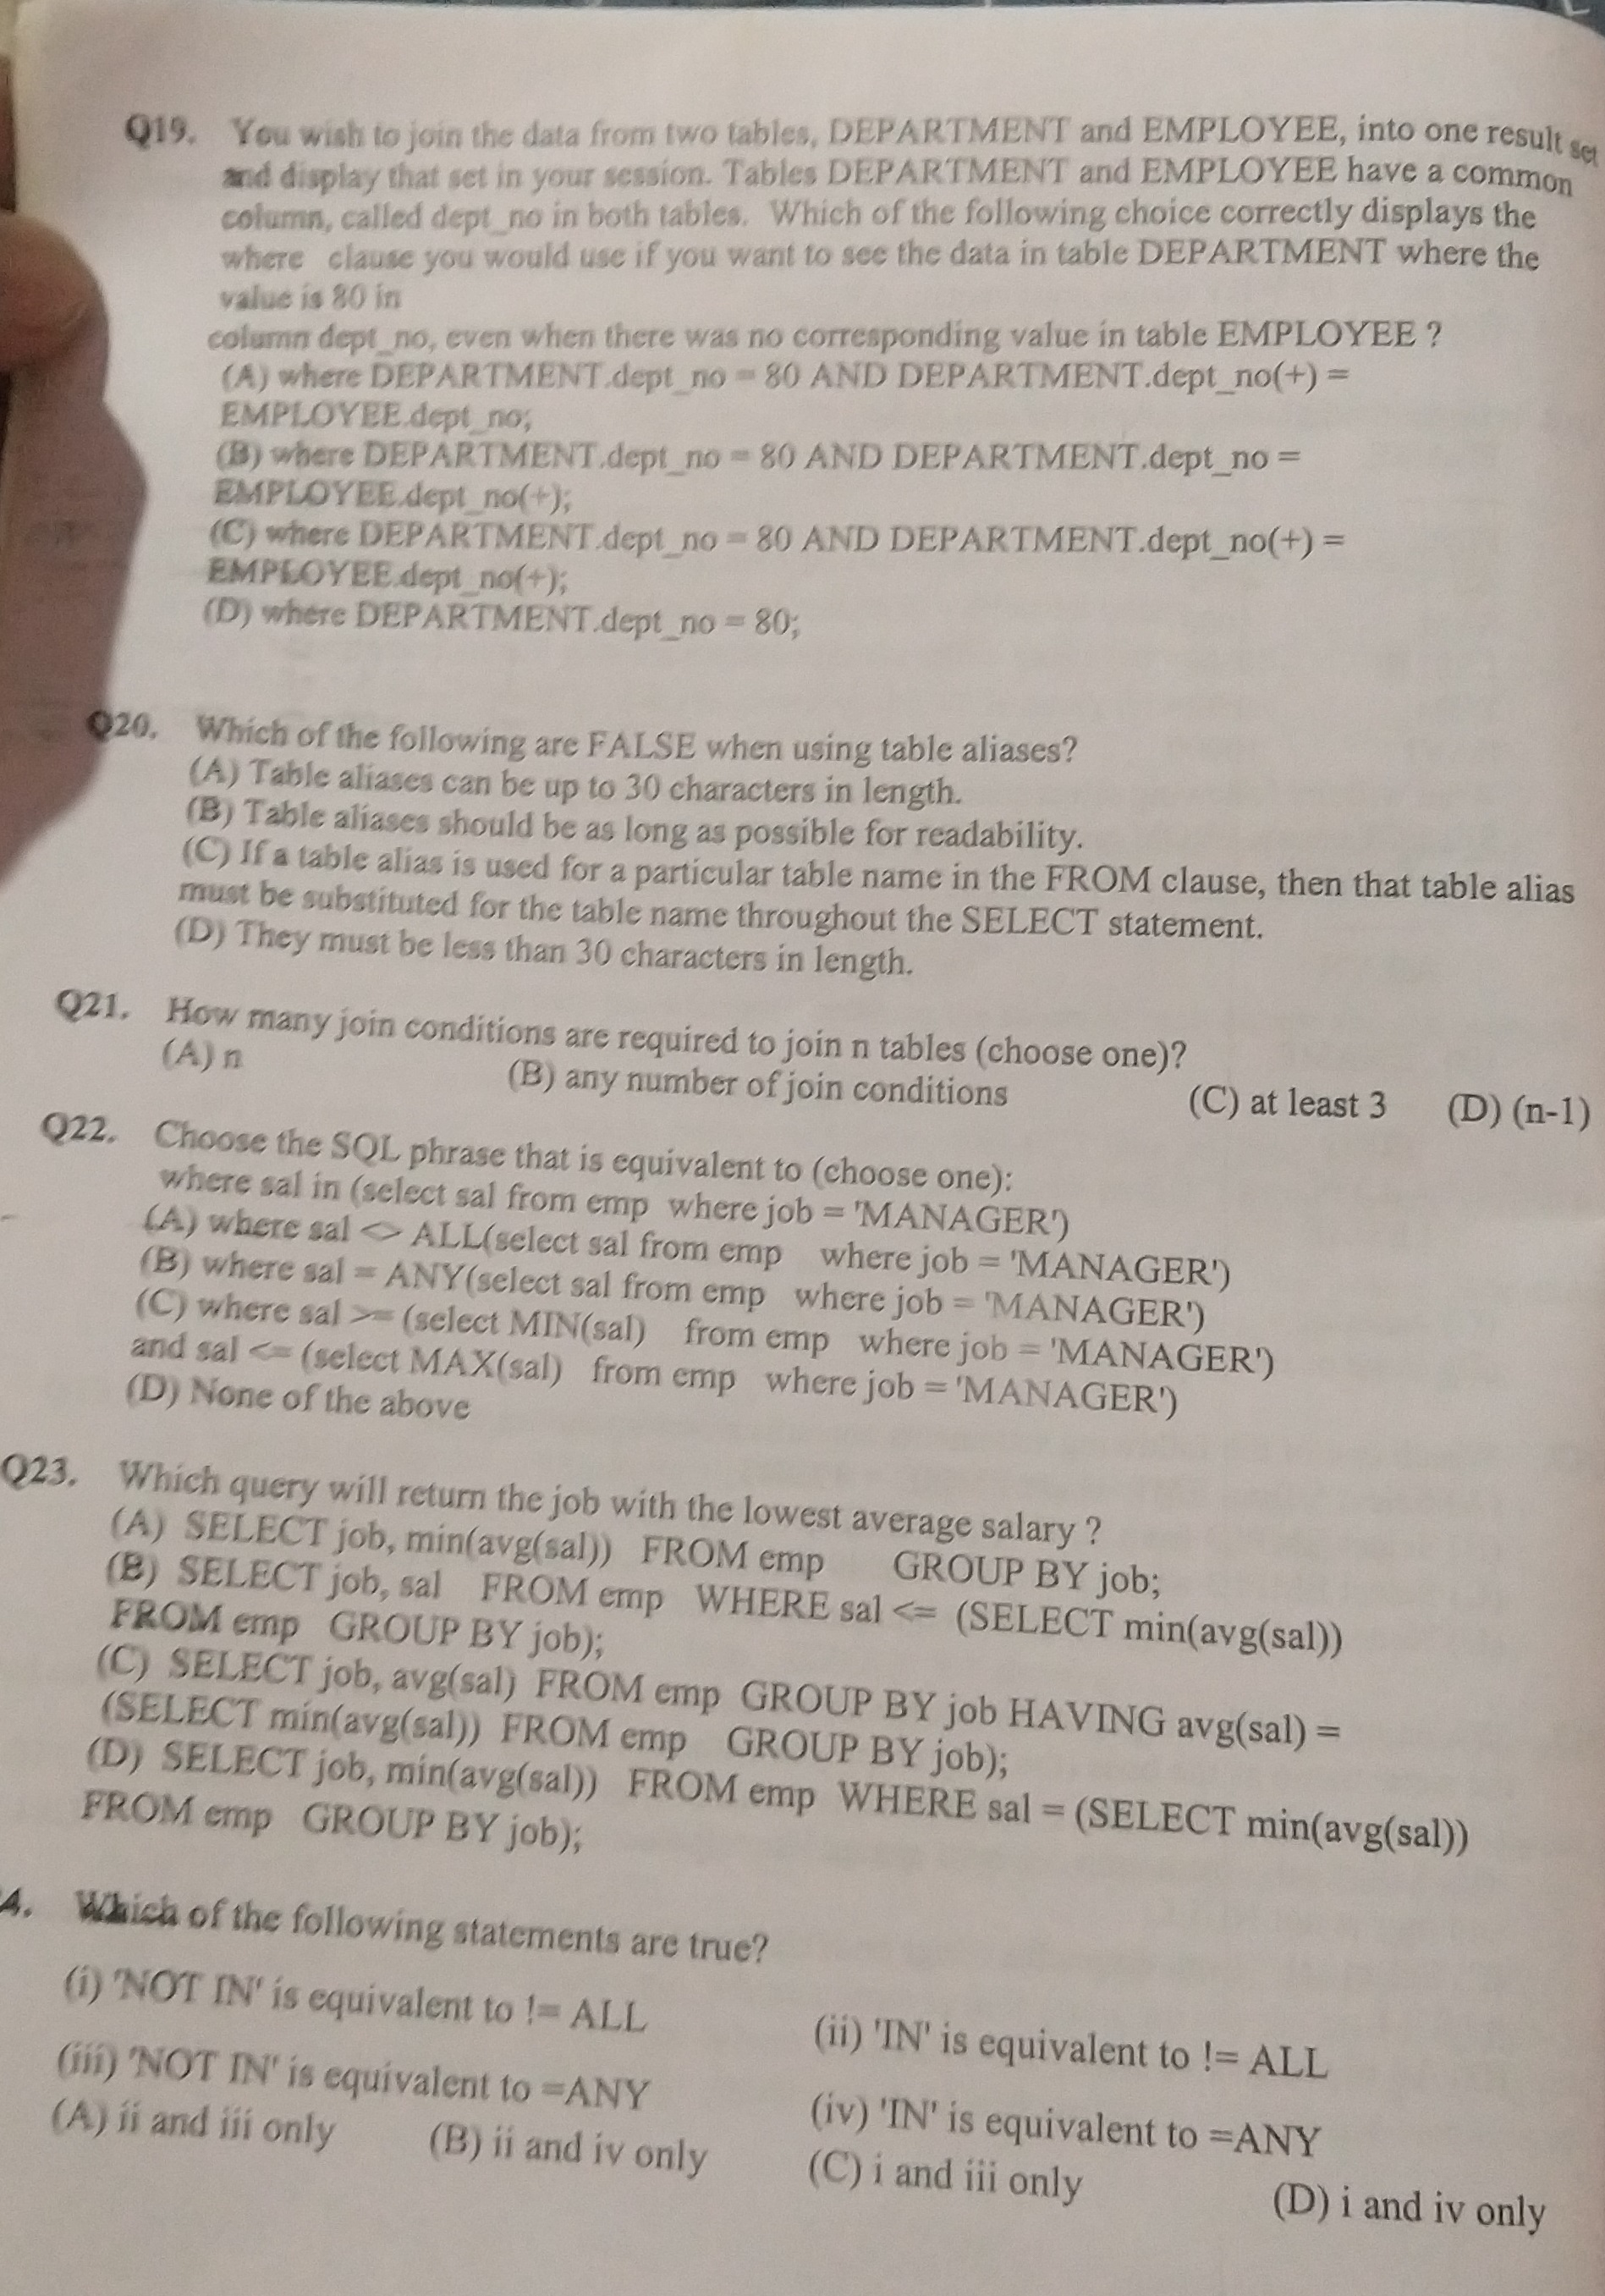 Q19. You wish to join the data from two tables, DEPARTMENT and EMPLOYEE, into one result set
and display that set in your session. Tables DEPARTMENT and EMPLOYEE have a common
column, called dept_no in both tables. Which of the following choice correctly displays the
where clause you would use if you want to see the data in table DEPARTMENT where the
value is 80 in
column dept_no, even when there was no corresponding value in table EMPLOYEE ?
(A) where DEPARTMENT.dept_no = 80 AND DEPARTMENT.dept_no(+) =
EMPLOYEE.dept_no;
(B) where DEPARTMENT.dept_no = 80 AND DEPARTMENT.dept_no =
EMPLOYEE.dept_no(+);
(C) where DEPARTMENT.dept_no = 80 AND DEPARTMENT.dept_no(+) =
EMPLOYEE.dept_no(+);
(D) where DEPARTMENT.dept_no = 80;
Q20. Which of the following are FALSE when using table aliases?
(A) Table aliases can be up to 30 characters in length.
(B) Table aliases should be as long as possible for readability.
(C) If a table alias is used for a particular table name in the FROM clause, then that table alias
must be substituted for the table name throughout the SELECT statement.
(D) They must be less than 30 characters in length.
Q21. How many join conditions are required to join n tables (choose one)?
(A) n (B) any number of join conditions (C) at least 3 (D) (n-1)
Q22. Choose the SQL phrase that is equivalent to (choose one):
where sal in (select sal from emp where job = 'MANAGER')
(A) where sal <> ALL(select sal from emp where job = 'MANAGER')
(B) where sal = ANY(select sal from emp where job = 'MANAGER')
(C) where sal >= (select MIN(sal) from emp where job = 'MANAGER')
and sal <= (select MAX(sal) from emp where job = 'MANAGER')
(D) None of the above
Q23. Which query will return the job with the lowest average salary ?
(A) SELECT job, min(avg(sal)) FROM emp GROUP BY job;
(B) SELECT job, sal FROM emp WHERE sal <= (SELECT min(avg(sal))
FROM emp GROUP BY job);
(C) SELECT job, avg(sal) FROM emp GROUP BY job HAVING avg(sal) =
(SELECT min(avg(sal)) FROM emp GROUP BY job);
(D) SELECT job, min(avg(sal)) FROM emp WHERE sal = (SELECT min(avg(sal))
FROM emp GROUP BY job);
4. Which of the following statements are true?
(i) 'NOT IN' is equivalent to != ALL (ii) 'IN' is equivalent to != ALL
(iii) 'NOT IN' is equivalent to =ANY (iv) 'IN' is equivalent to =ANY
(A) ii and iii only (B) ii and iv only (C) i and iii only (D) i and iv only